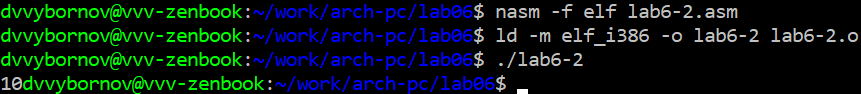 dvvybornov@vvv-zenbook:~/work/arch-pc/lab06$ nasm -f elf lab6-2.asm
dvvybornov@vvv-zenbook:~/work/arch-pc/lab06$ ld -m elf_i386 -o lab6-2 lab6-2.o
dvvybornov@vvv-zenbook:~/work/arch-pc/lab06$ ./lab6-2
10dvvybornov@vvv-zenbook:~/work/arch-pc/lab06$